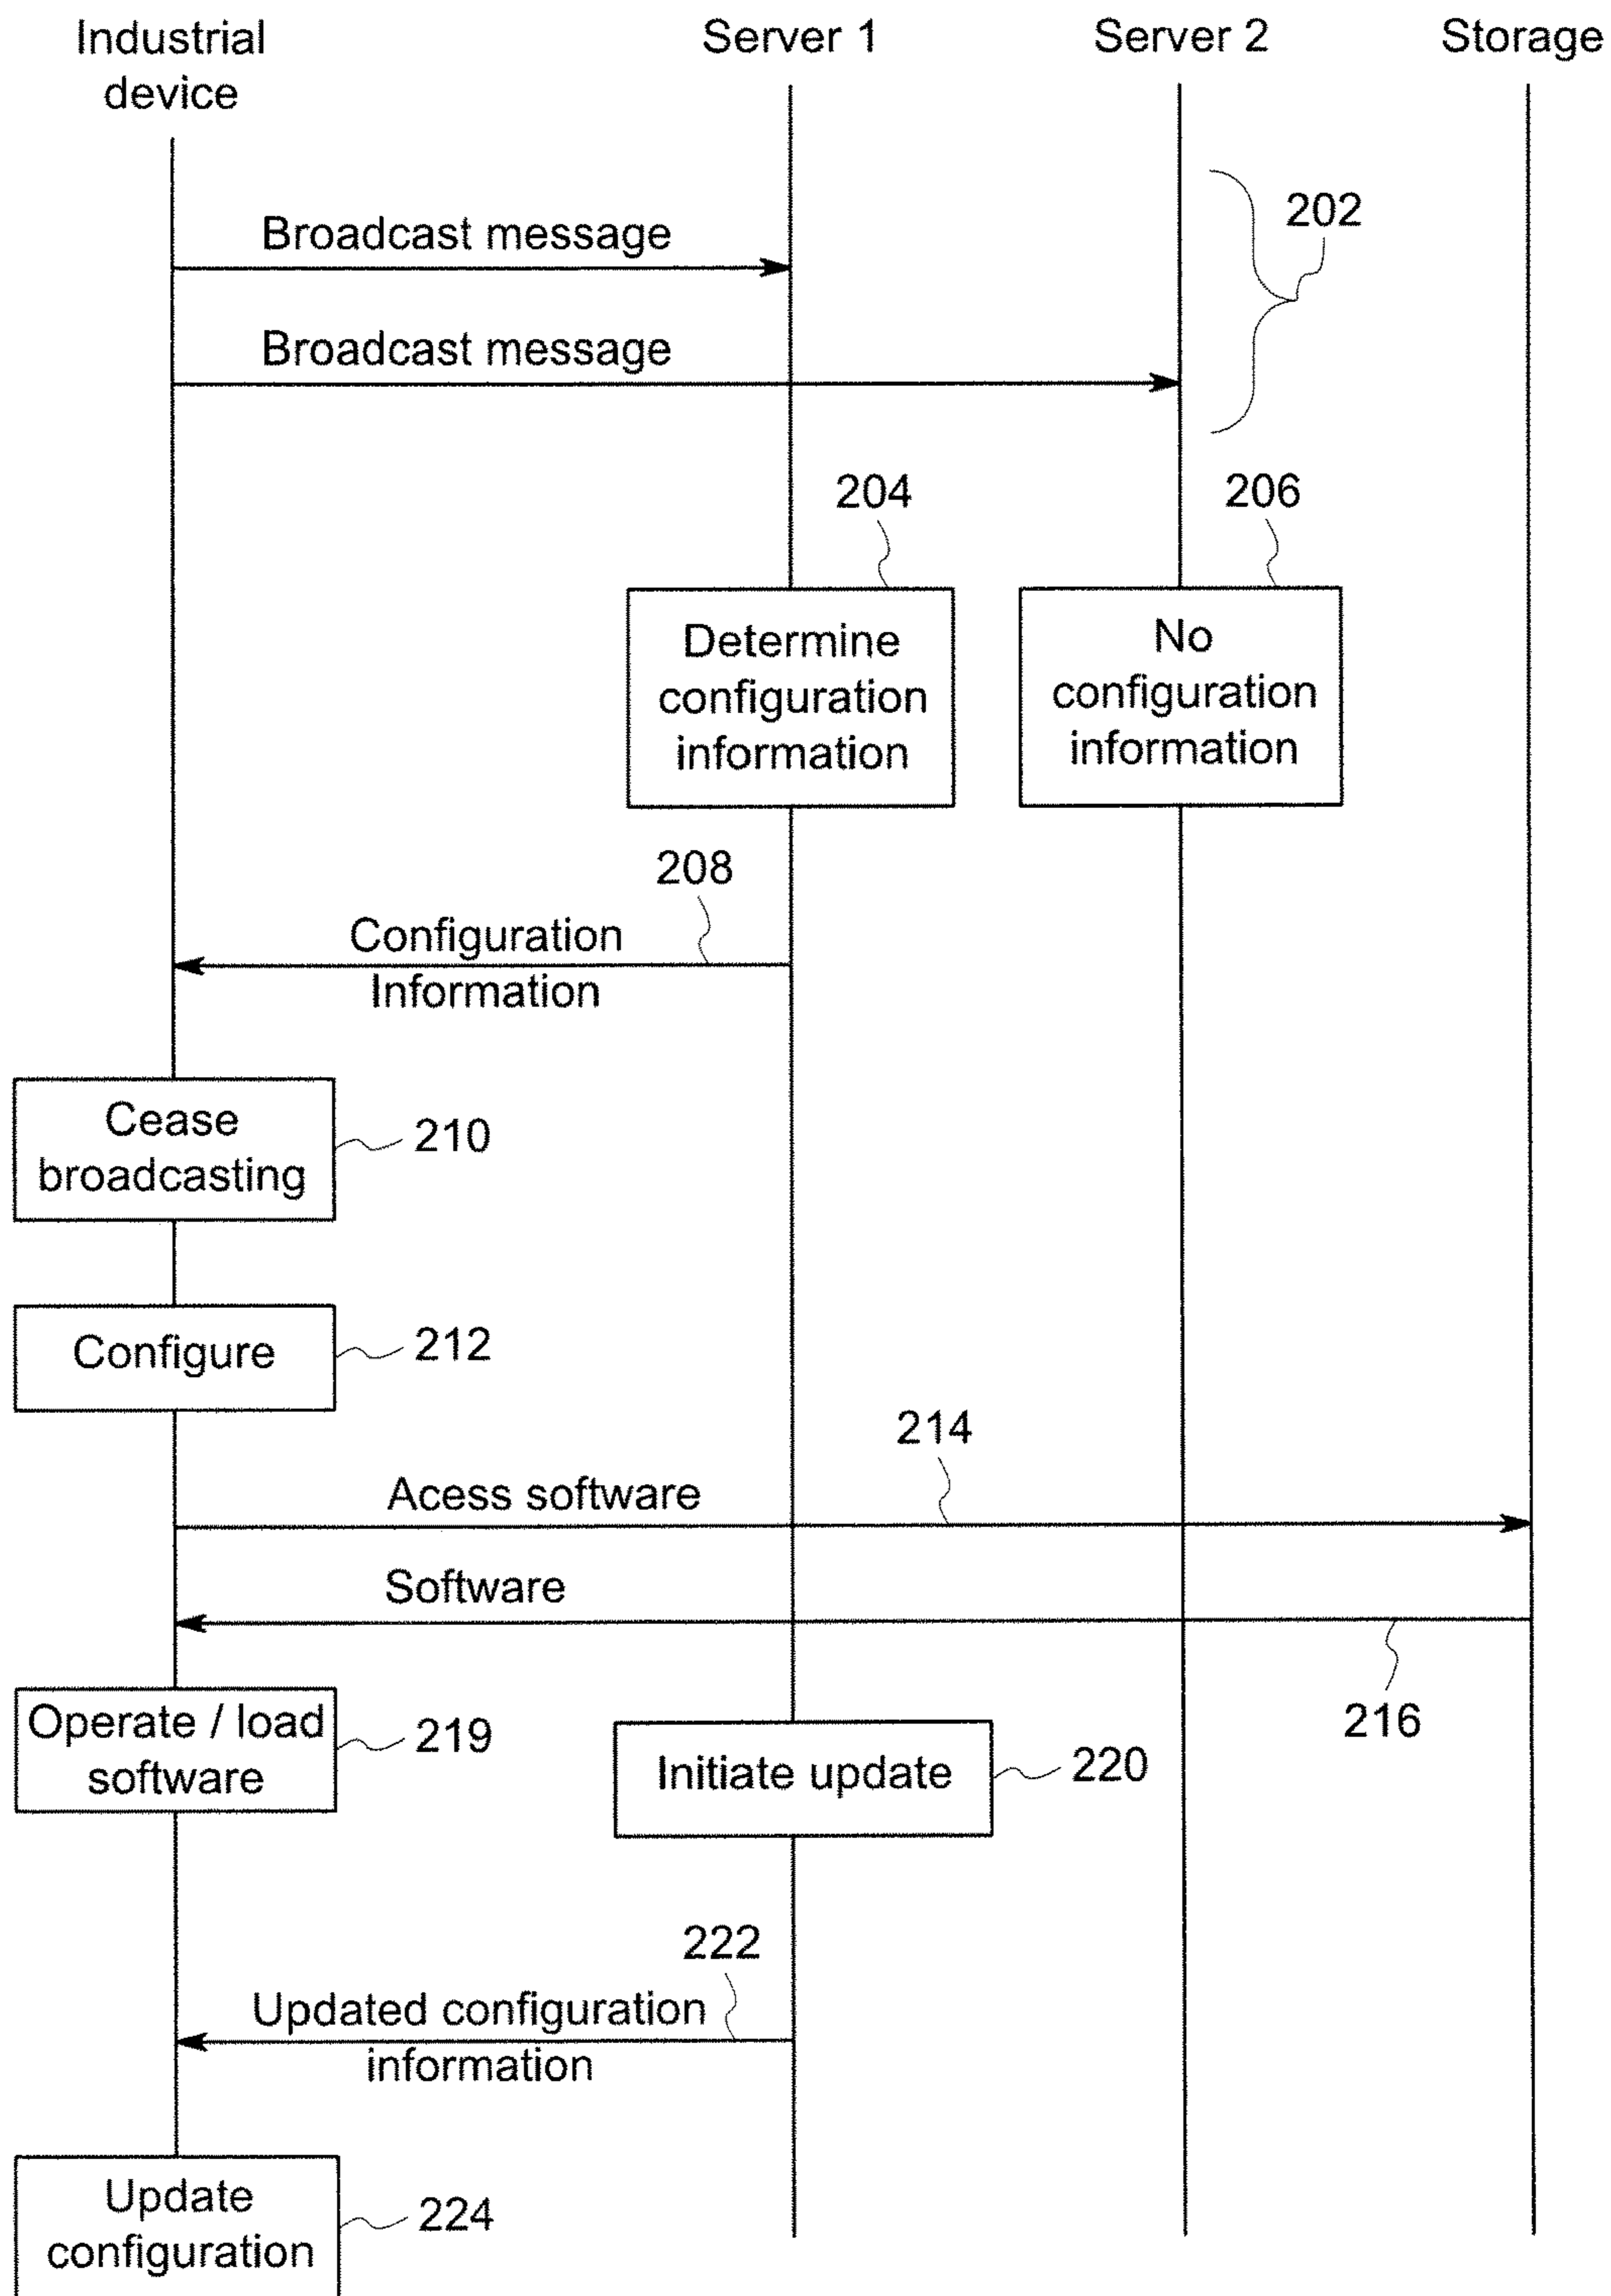 Industrial
device
Server 1
Server 2
Storage
Broadcast message
202
Broadcast message
204
206
Determine
configuration
information
No
configuration
information
208
Configuration
Information
Cease
broadcasting
210
Configure
212
214
Acess software
Software
216
Operate / load
software
219
Initiate update
220
222
Updated configuration
information
Update
configuration
224